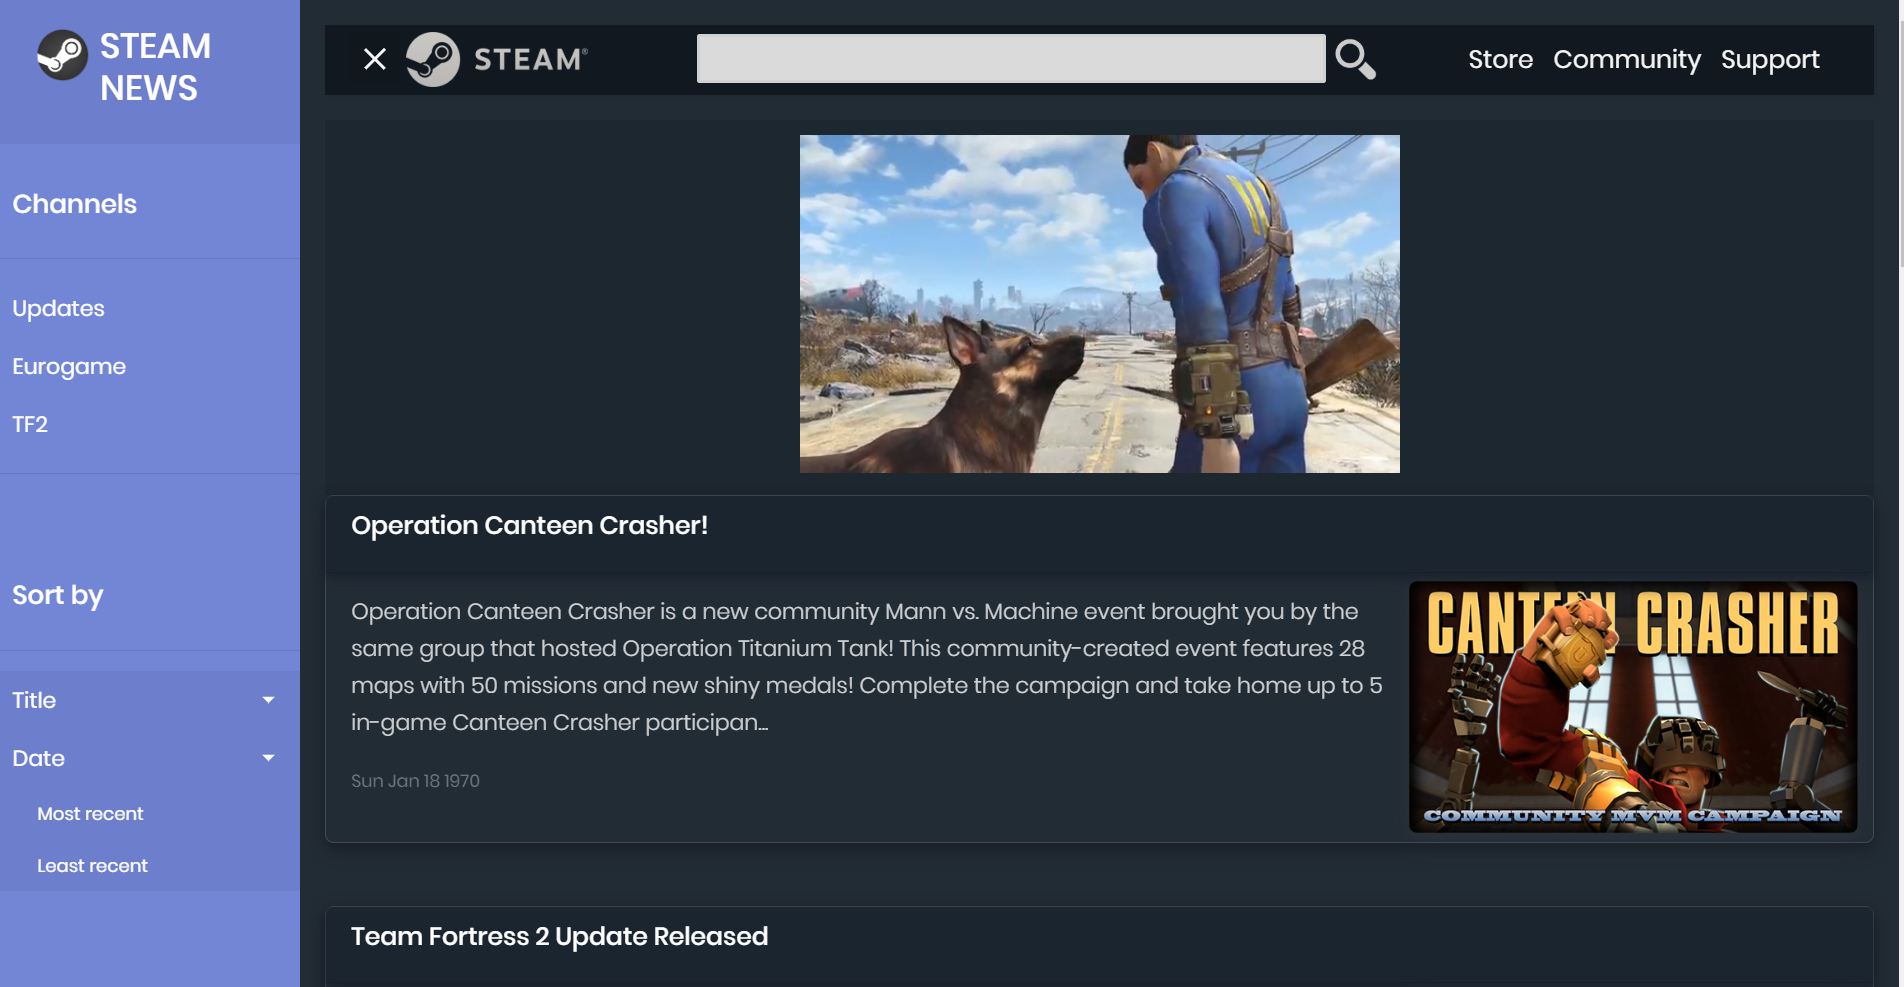 STEAM
NEWS
Channels
Updates
Eurogame
TF2
Sort by
Title
Date
Most recent
Least recent
STEAM®
Store Community Support
Operation Canteen Crasher!
Operation Canteen Crasher is a new community Mann vs. Machine event brought you by the
same group that hosted Operation Titanium Tank! This community-created event features 28
maps with 50 missions and new shiny medals! Complete the campaign and take home up to 5
in-game Canteen Crasher participan...
Sun Jan 18 1970
CANTEEN CRASHER
COMMUNITY MVM CAMPAIGN
Team Fortress 2 Update Released